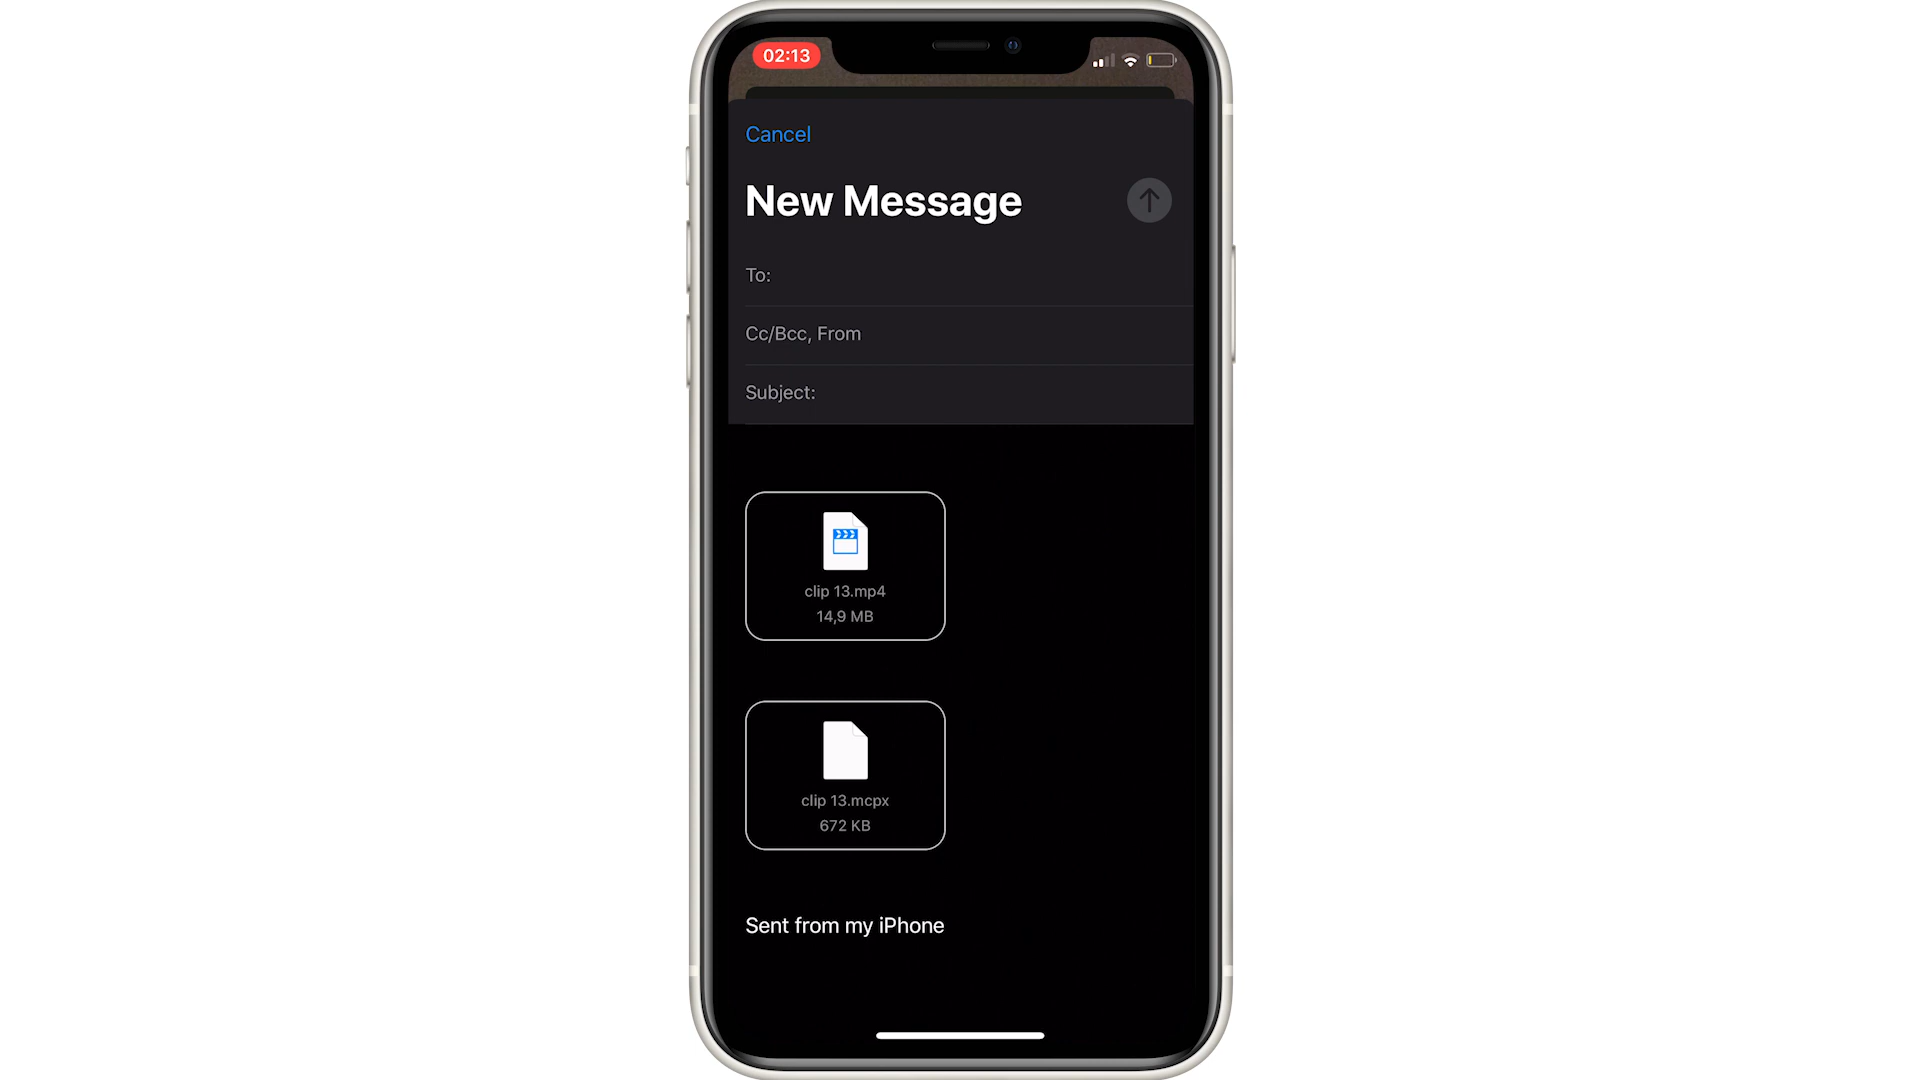 02:13
Cancel
New Message
To:
Cc/Bcc, From
Subject:
clip 13.mp4
14,9 MB
clip 13.mcpx
672 KB
Sent from my iPhone